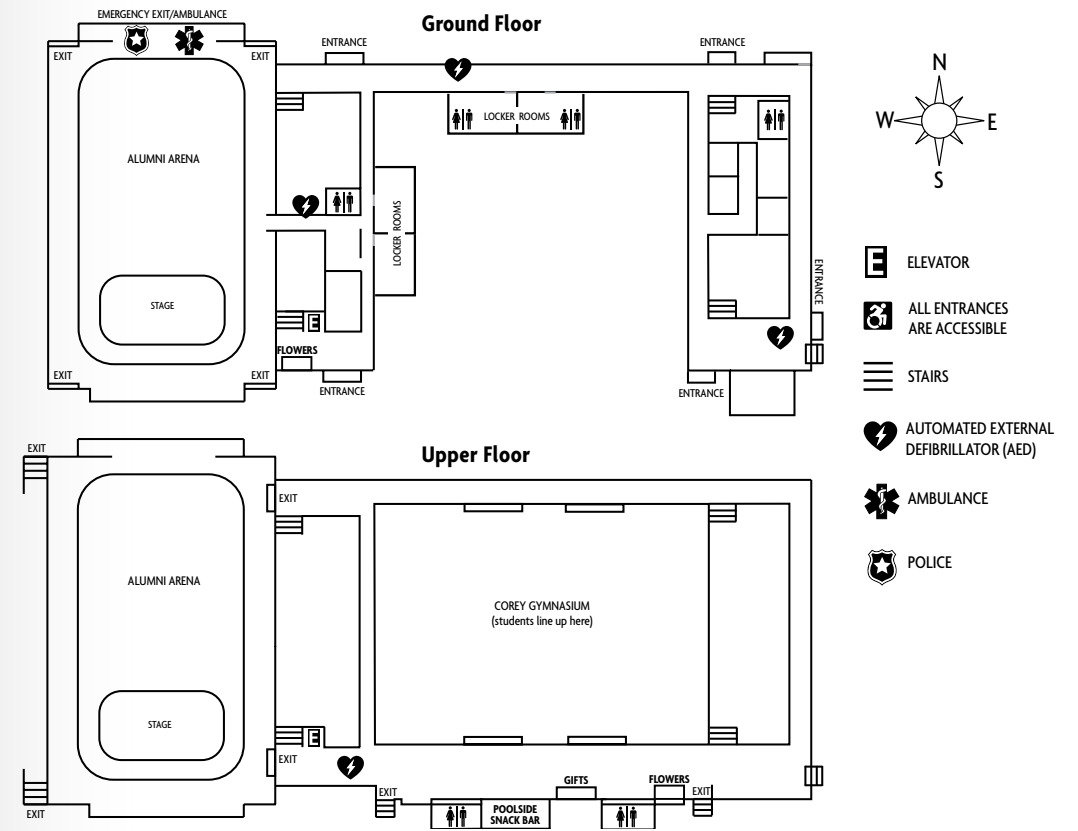 EMERGENCY EXIT/AMBULANCE
Ground Floor
EXIT
EXIT
ENTRANCE
ENTRANCE
N
W
E
S
LOCKER ROOMS
ALUMNI ARENA
LOCKER ROOMS
STAGE
E
FLOWERS
EXIT
EXIT
ENTRANCE
ENTRANCE
ENTRANCE
E ELEVATOR
ALL ENTRANCES
ARE ACCESSIBLE
STAIRS
AUTOMATED EXTERNAL
DEFIBRILLATOR (AED)
AMBULANCE
POLICE
Upper Floor
EXIT
EXIT
ALUMNI ARENA
COREY GYMNASIUM
(students line up here)
STAGE
E
EXIT
EXIT
EXIT
GIFTS
FLOWERS
EXIT
POOLSIDE
SNACK BAR